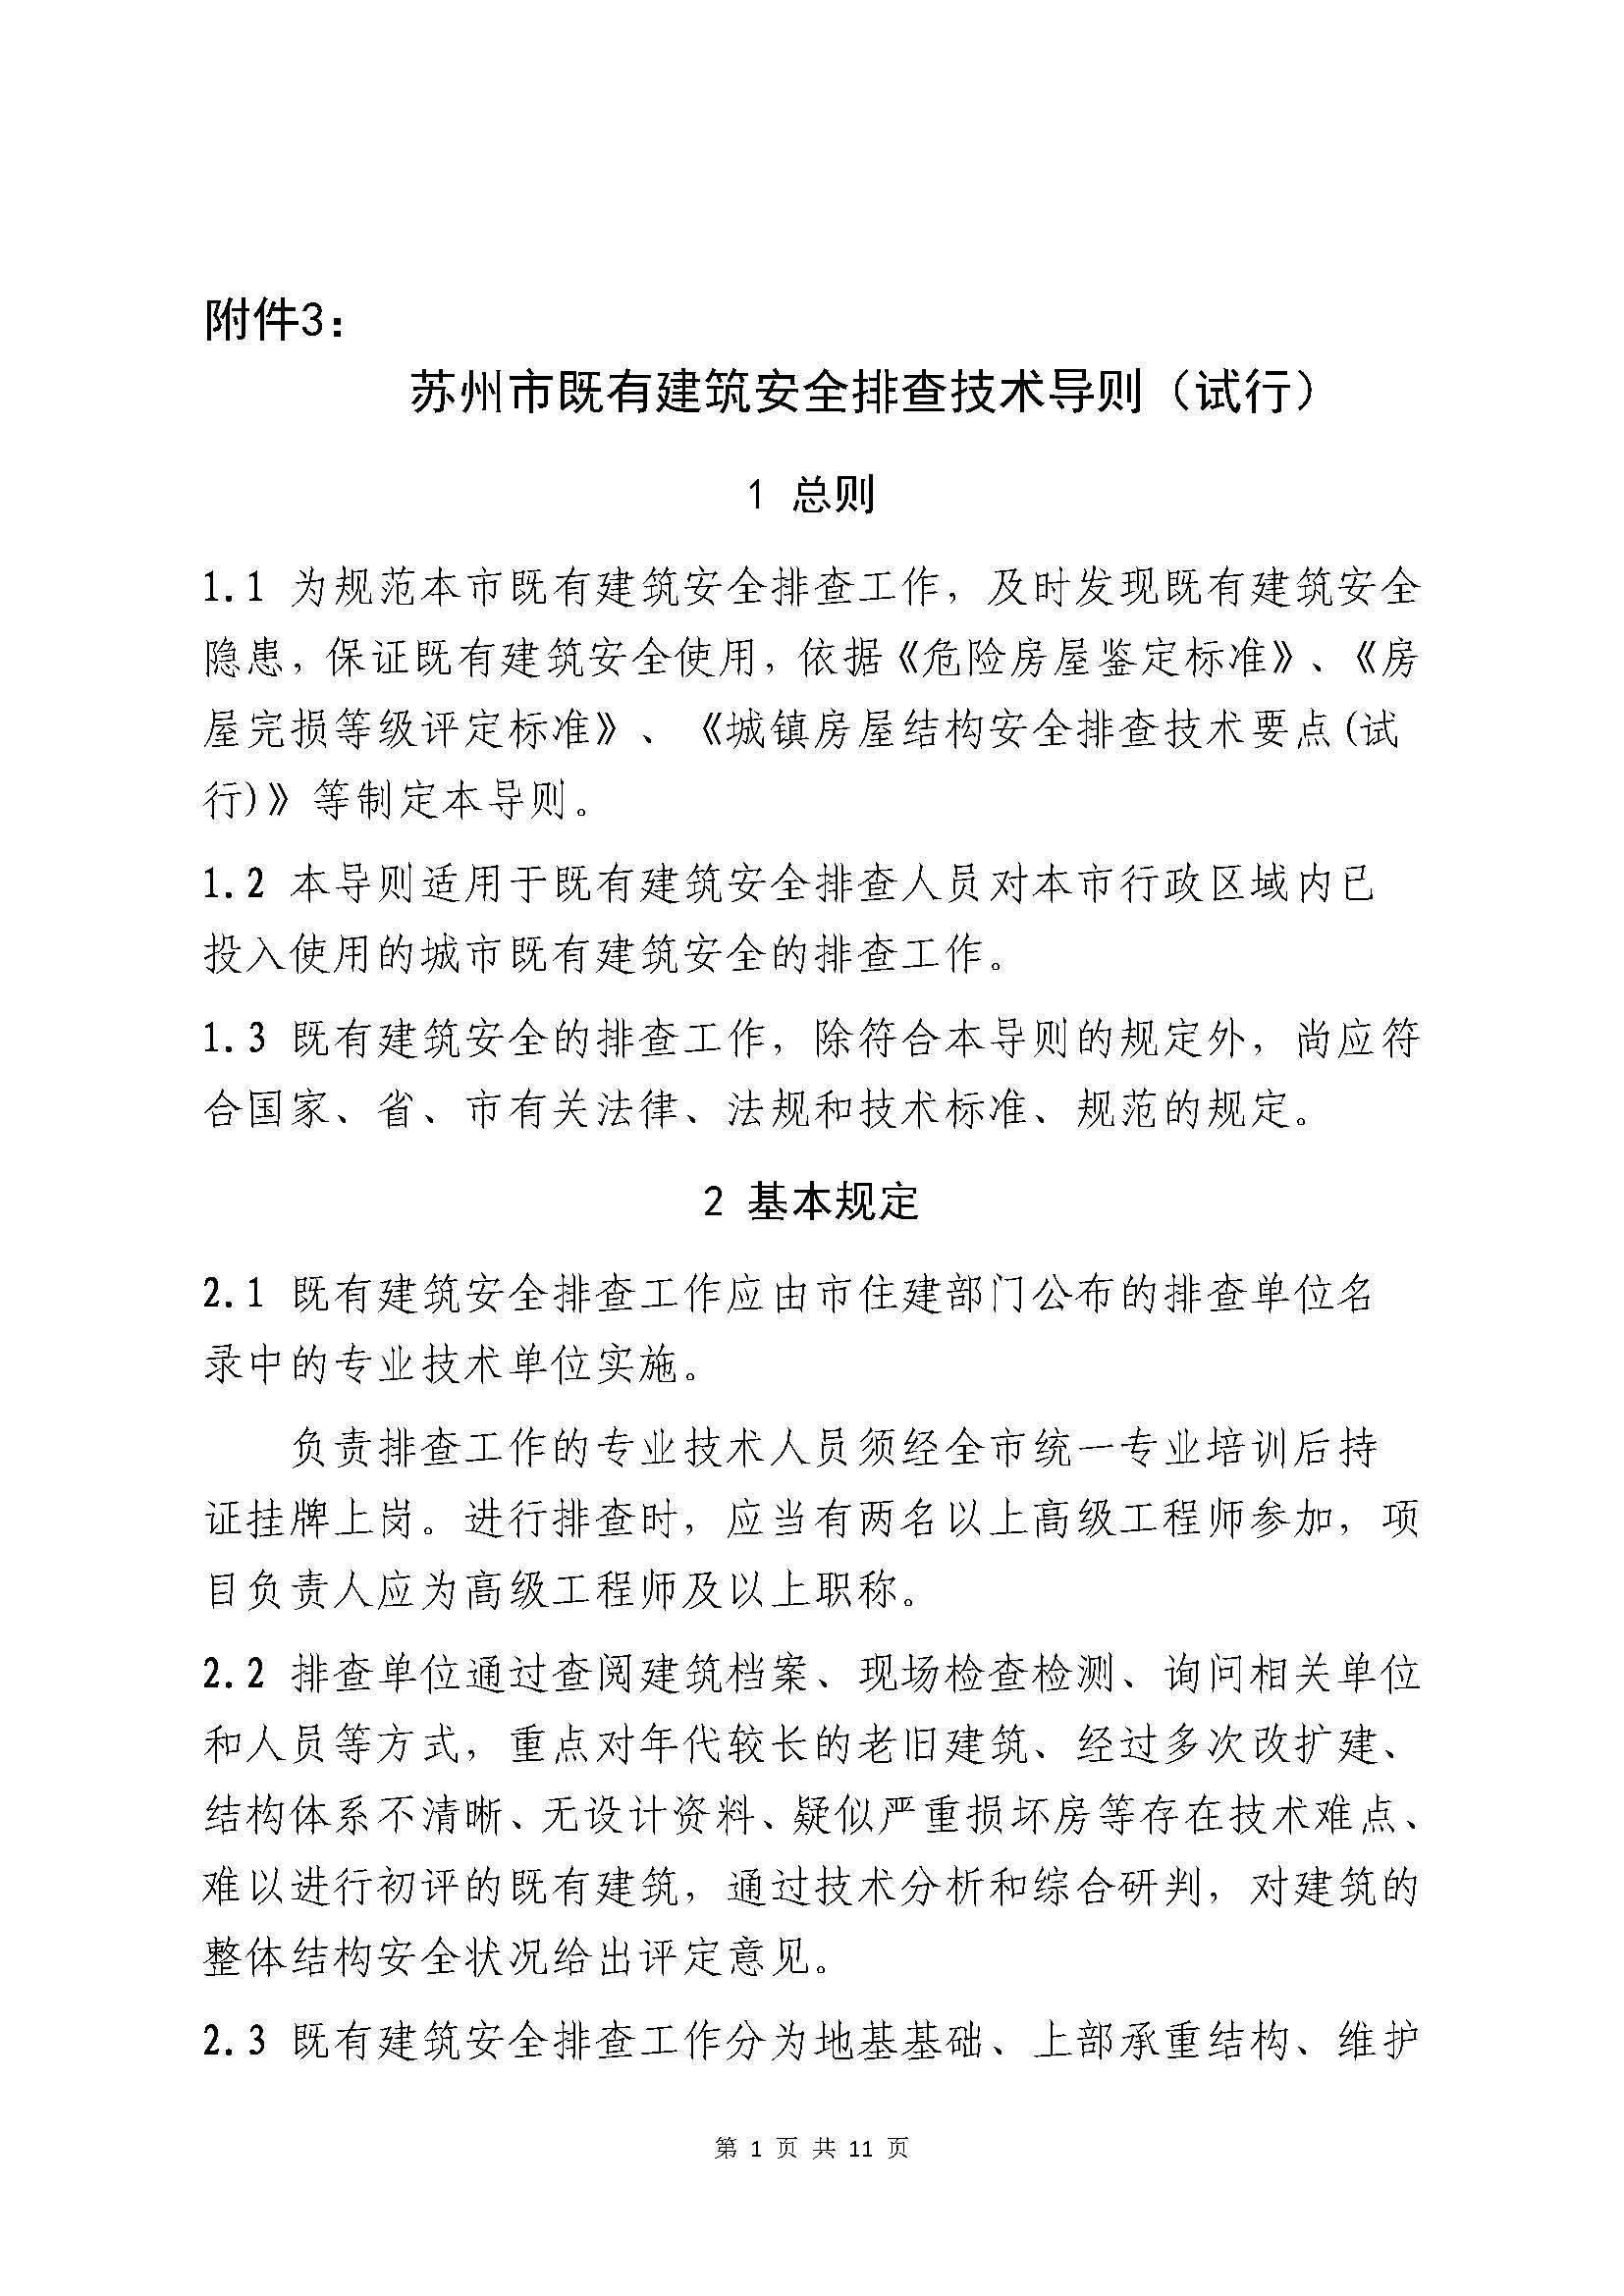 附件3：
苏州市既有建筑安全排查技术导则（试行）
1 总则
1.1 为规范本市既有建筑安全排查工作，及时发现既有建筑安全
隐患，保证既有建筑安全使用，依据《危险房屋鉴定标准》、《房
屋完损等级评定标准》、《城镇房屋结构安全排查技术要点(试
行)》等制定本导则。
1.2 本导则适用于既有建筑安全排查人员对本市行政区域内已
投入使用的城市既有建筑安全的排查工作。
1.3 既有建筑安全的排查工作，除符合本导则的规定外，尚应符
合国家、省、市有关法律、法规和技术标准、规范的规定。
2 基本规定
2.1 既有建筑安全排查工作应由市住建部门公布的排查单位名
录中的专业技术单位实施。
负责排查工作的专业技术人员须经全市统一专业培训后持
证挂牌上岗。进行排查时，应当有两名以上高级工程师参加，项
目负责人应为高级工程师及以上职称。
2.2 排查单位通过查阅建筑档案、现场检查检测、询问相关单位
和人员等方式，重点对年代较长的老旧建筑、经过多次改扩建、
结构体系不清晰、无设计资料、疑似严重损坏房等存在技术难点、
难以进行初评的既有建筑，通过技术分析和综合研判，对建筑的
整体结构安全状况给出评定意见。
2.3 既有建筑安全排查工作分为地基基础、上部承重结构、维护
第 1 页 共 11 页